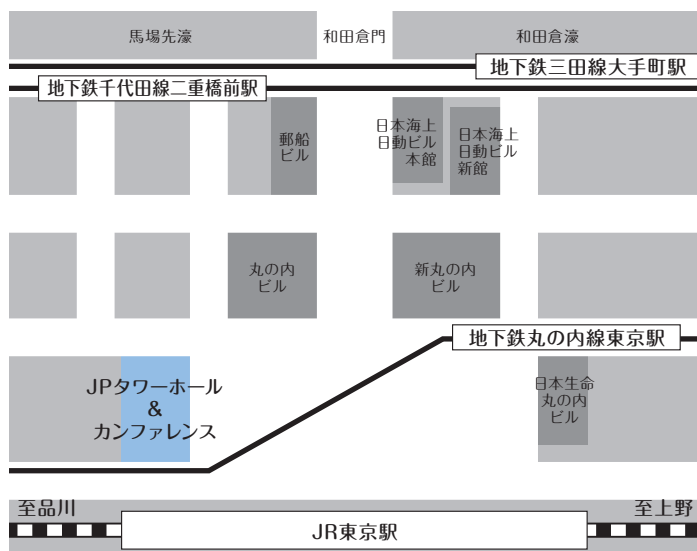 馬場先濠
和田倉門
和田倉濠
地下鉄三田線大手町駅
地下鉄千代田線二重橋前駅
郵船
ビル
日本海上
日動ビル
本館
日本海上
日動ビル
新館
丸の内
ビル
新丸の内
ビル
地下鉄丸の内線東京駅
JPタワーホール
&
カンファレンス
日本生命
丸の内
ビル
至品川
至上野
JR東京駅